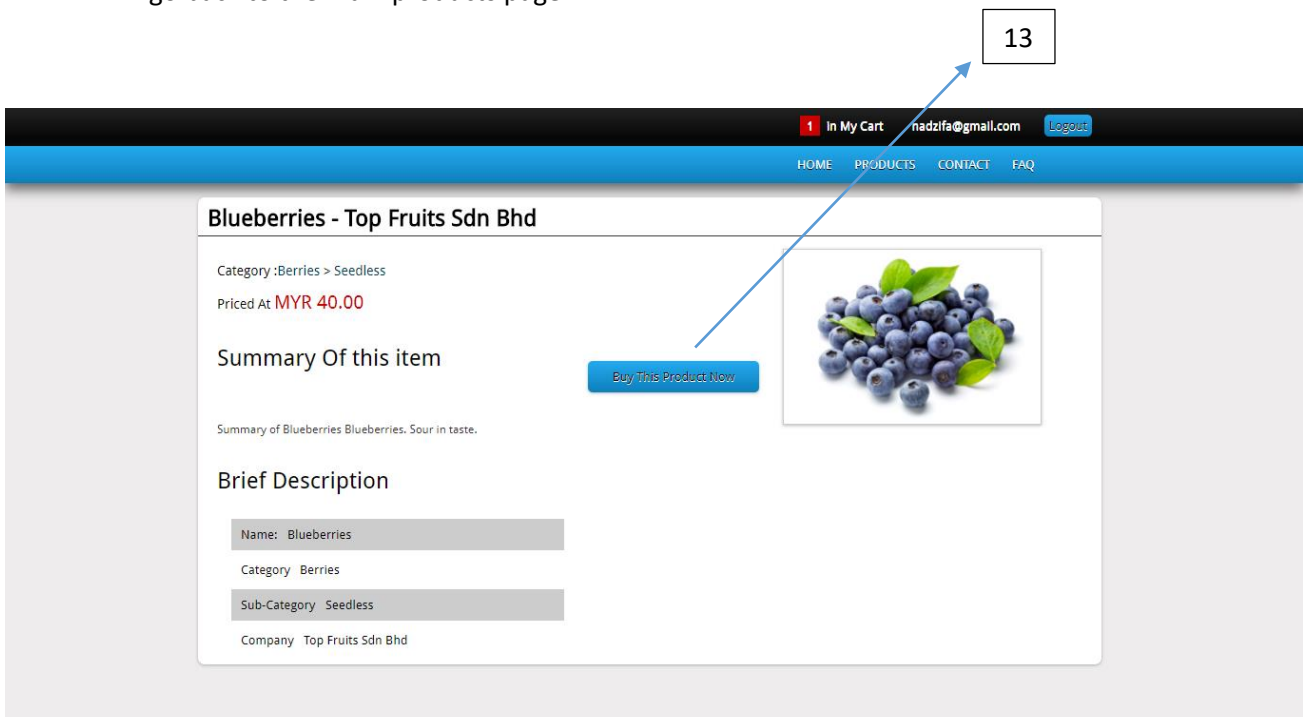 13
1 In My Cart nadzifa@gmail.com Logout
HOME PRODUCTS CONTACT FAQ
Blueberries - Top Fruits Sdn Bhd
Category :Berries > Seedless
Priced At MYR 40.00
Summary Of this item
Buy This Product Now
Summary of Blueberries Blueberries. Sour in taste.
Brief Description
Name: Blueberries
Category Berries
Sub-Category Seedless
Company Top Fruits Sdn Bhd